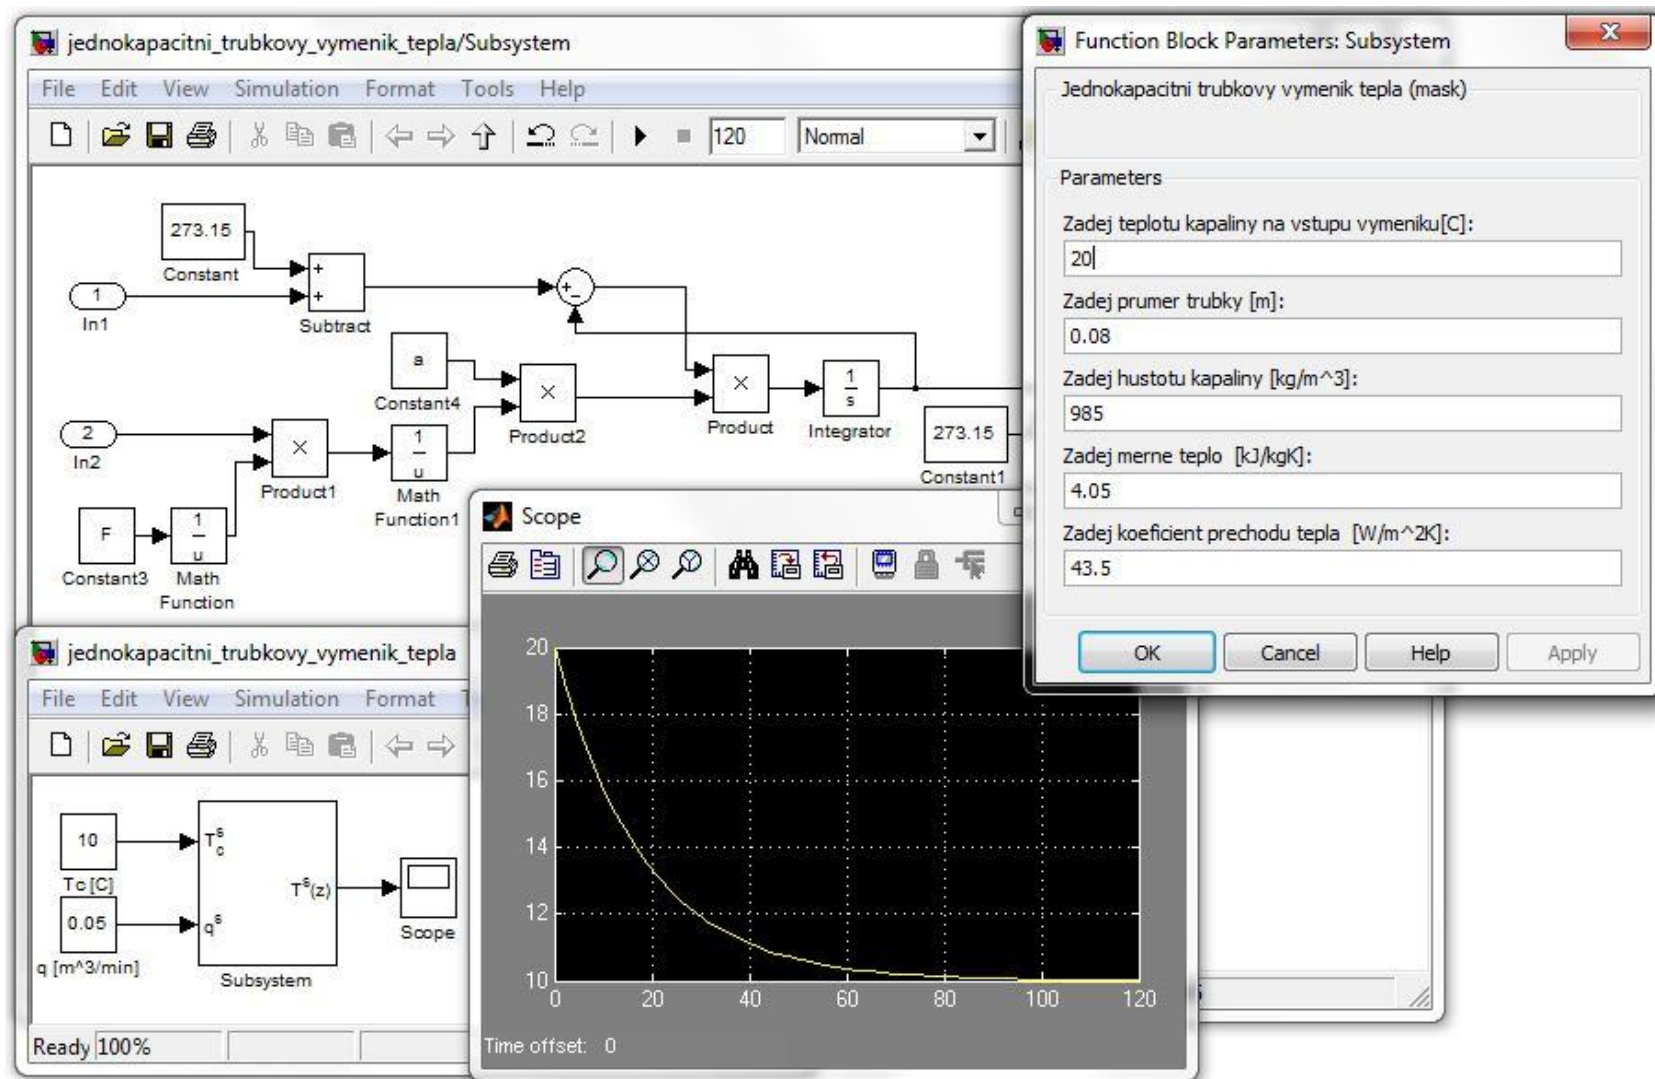 jednokapacitni_trubkovy_vymenik_tepla/Subsystem
File Edit View Simulation Format Tools Help
120 Normal
273.15
Constant
+
+
Subtract
1
In1
+
−
a
Constant4
×
Product2
×
Product
1
s
Integrator
273.15
Constant1
2
In2
×
Product1
1
u
Math
Function1
F
Constant3
1
u
Math
Function
jednokapacitni_trubkovy_vymenik_tepla
File Edit View Simulation Format
10
Tc [C]
0.05
q [m^3/min]
T_c^s
q^s
T^s(z)
Subsystem
Scope
Ready 100%
Scope
20
18
16
14
12
10
0 20 40 60 80 100 120
Time offset: 0
Function Block Parameters: Subsystem
Jednokapacitni trubkovy vymenik tepla (mask)
Parameters
Zadej teplotu kapaliny na vstupu vymeniku[C]:
20
Zadej prumer trubky [m]:
0.08
Zadej hustotu kapaliny [kg/m^3]:
985
Zadej merne teplo [kJ/kgK]:
4.05
Zadej koeficient prechodu tepla [W/m^2K]:
43.5
OK Cancel Help Apply